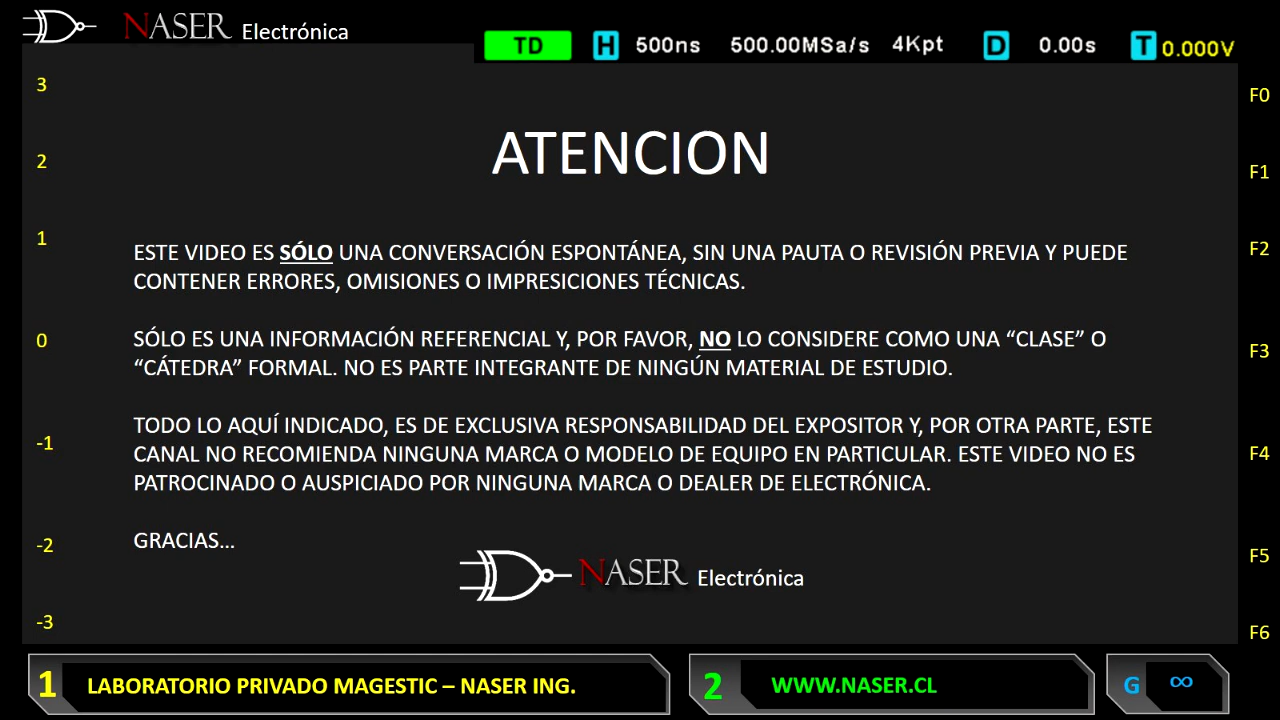 NASER Electrónica
TD H 500ns 500.00MSa/s 4Kpt D 0.00s T 0.000V
3
F0
ATENCION
2
F1
1
F2
ESTE VIDEO ES SÓLO UNA CONVERSACIÓN ESPONTÁNEA, SIN UNA PAUTA O REVISIÓN PREVIA Y PUEDE
CONTENER ERRORES, OMISIONES O IMPRESICIONES TÉCNICAS.
0
F3
SÓLO ES UNA INFORMACIÓN REFERENCIAL Y, POR FAVOR, NO LO CONSIDERE COMO UNA “CLASE” O
“CÁTEDRA” FORMAL. NO ES PARTE INTEGRANTE DE NINGÚN MATERIAL DE ESTUDIO.
-1
F4
TODO LO AQUÍ INDICADO, ES DE EXCLUSIVA RESPONSABILIDAD DEL EXPOSITOR Y, POR OTRA PARTE, ESTE
CANAL NO RECOMIENDA NINGUNA MARCA O MODELO DE EQUIPO EN PARTICULAR. ESTE VIDEO NO ES
PATROCINADO O AUSPICIADO POR NINGUNA MARCA O DEALER DE ELECTRÓNICA.
-2
F5
GRACIAS...
NASER Electrónica
-3
F6
1 LABORATORIO PRIVADO MAGESTIC – NASER ING.
2 WWW.NASER.CL
G ∞